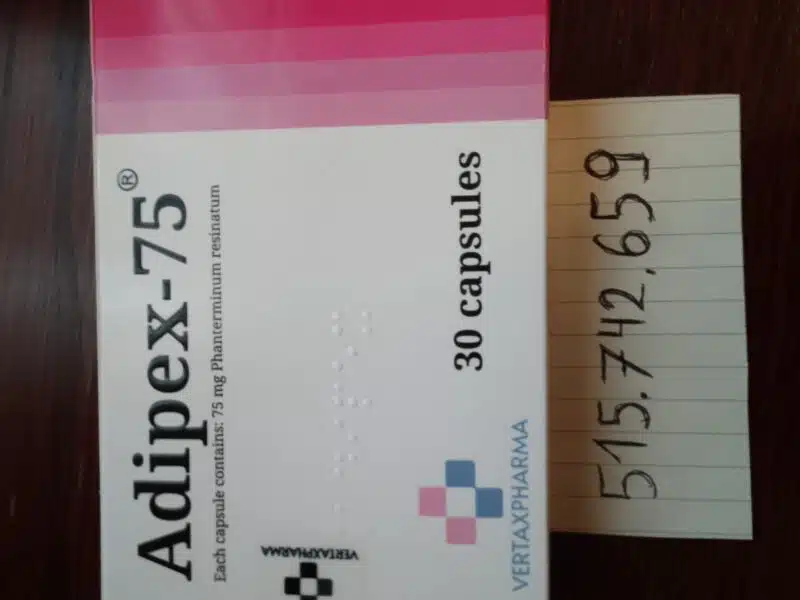 Adipex-75®
Each capsule contains: 75 mg Phanterminum resinatum
30 capsules
VERTAXPHARMA
VERTAXPHARMA
515.742.659